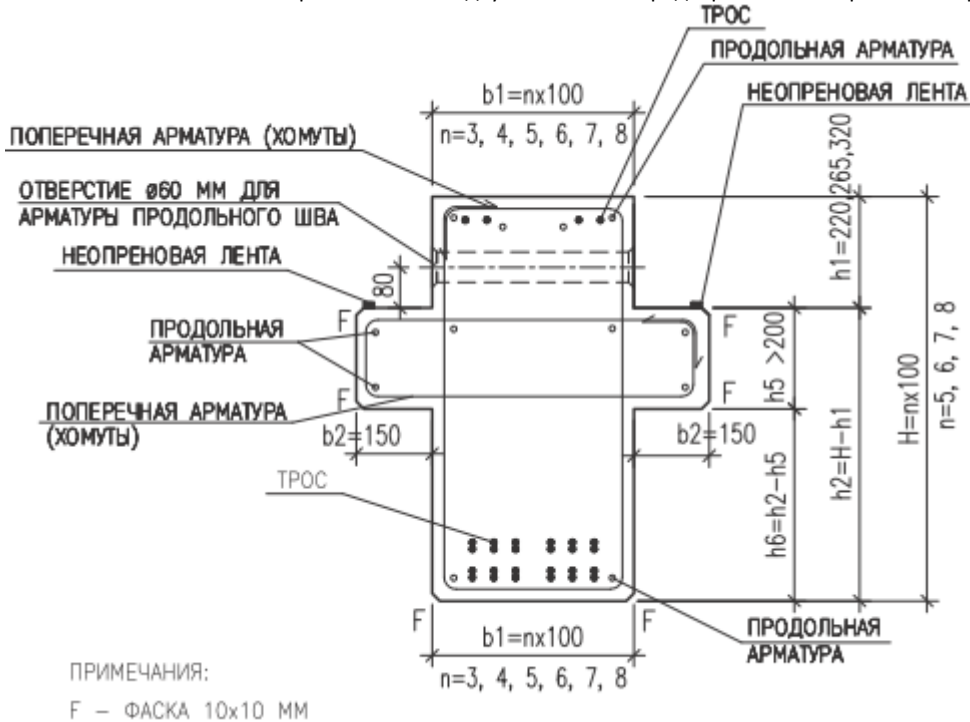 ТРОС
ПРОДОЛЬНАЯ АРМАТУРА
b1=nx100
НЕОПРЕНОВАЯ ЛЕНТА
n=3, 4, 5, 6, 7, 8
ПОПЕРЕЧНАЯ АРМАТУРА (ХОМУТЫ)
ОТВЕРСТИЕ ø60 ММ ДЛЯ
АРМАТУРЫ ПРОДОЛЬНОГО ШВА
НЕОПРЕНОВАЯ ЛЕНТА
80
h1=220,265,320
F
F
ПРОДОЛЬНАЯ
АРМАТУРА
h5 >200
F
F
ПОПЕРЕЧНАЯ АРМАТУРА
(ХОМУТЫ)
b2=150
b2=150
H=nx100
n=5, 6, 7, 8
h2=H-h1
h6=h2-h5
ТРОС
F
F
b1=nx100
n=3, 4, 5, 6, 7, 8
ПРОДОЛЬНАЯ
АРМАТУРА
ПРИМЕЧАНИЯ:
F – ФАСКА 10x10 ММ